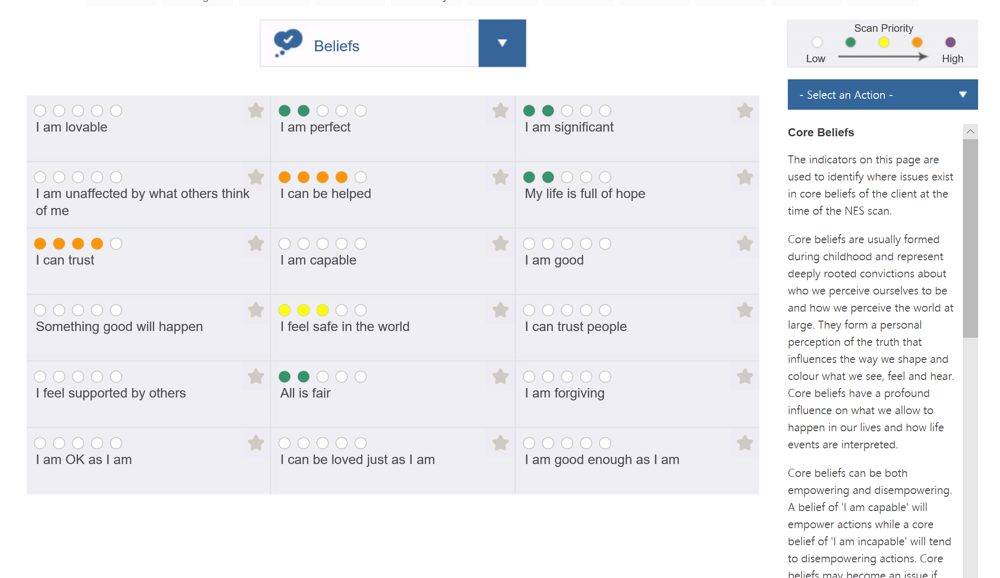 Beliefs
Scan Priority
Low High
- Select an Action -
I am lovable
I am perfect
I am significant
I am unaffected by what others think
of me
I can be helped
My life is full of hope
I can trust
I am capable
I am good
Something good will happen
I feel safe in the world
I can trust people
I feel supported by others
All is fair
I am forgiving
I am OK as I am
I can be loved just as I am
I am good enough as I am
Core Beliefs
The indicators on this page are
used to identify where issues exist
in core beliefs of the client at the
time of the NES scan.
Core beliefs are usually formed
during childhood and represent
deeply rooted convictions about
who we perceive ourselves to be
and how we perceive the world at
large. They form a personal
perception of the truth that
influences the way we shape and
colour what we see, feel and hear.
Core beliefs have a profound
influence on what we allow to
happen in our lives and how life
events are interpreted.
Core beliefs can be both
empowering and disempowering.
A belief of 'I am capable' will
empower actions while a core
belief of 'I am incapable' will tend
to disempowering actions. Core
beliefs may become an issue if